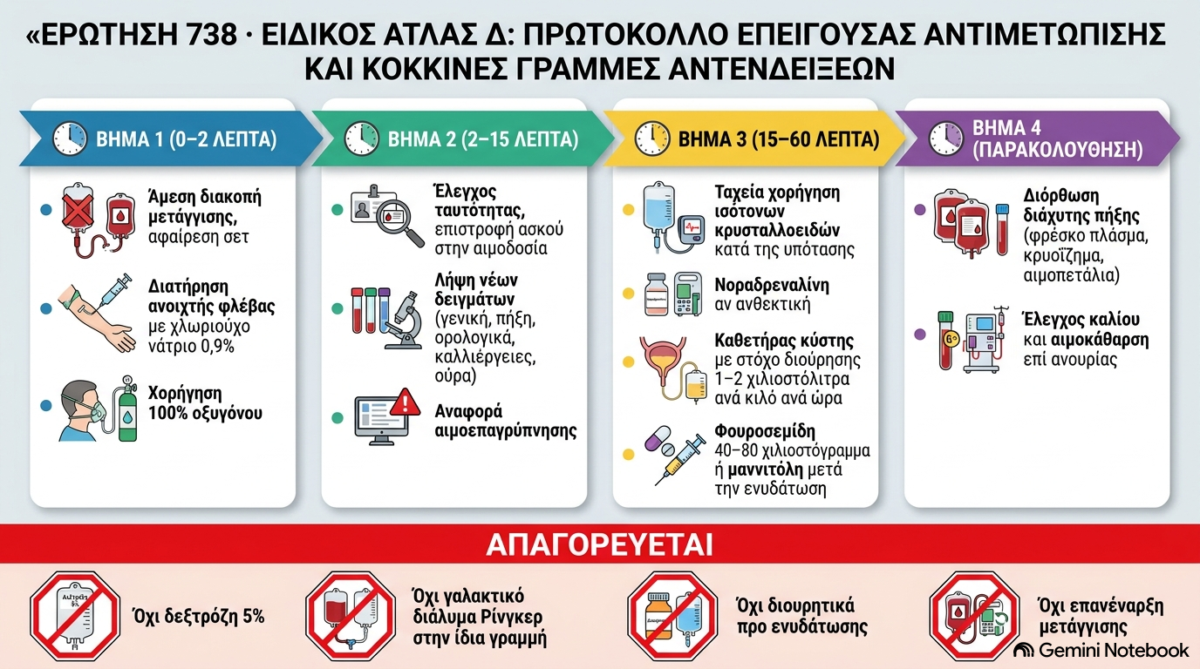 «ΕΡΩΤΗΣΗ 738 · ΕΙΔΙΚΟΣ ΑΤΛΑΣ Δ: ΠΡΩΤΟΚΟΛΛΟ ΕΠΕΙΓΟΥΣΑΣ ΑΝΤΙΜΕΤΩΠΙΣΗΣ
ΚΑΙ ΚΟΚΚΙΝΕΣ ΓΡΑΜΜΕΣ ΑΝΤΕΝΔΕΙΞΕΩΝ
ΒΗΜΑ 1 (0–2 ΛΕΠΤΑ)
Άμεση διακοπή
μετάγγισης,
αφαίρεση σετ
Διατήρηση
ανοιχτής φλέβας
με χλωριούχο
νάτριο 0,9%
Χορήγηση
100% οξυγόνου
ΒΗΜΑ 2 (2–15 ΛΕΠΤΑ)
Έλεγχος
ταυτότητας,
επιστροφή ασκού
στην αιμοδοσία
Λήψη νέων
δειγμάτων
(γενική, πήξη,
ορολογικά,
καλλιέργειες,
ούρα)
Αναφορά
αιμοεπαγρύπνησης
ΒΗΜΑ 3 (15–60 ΛΕΠΤΑ)
Ταχεία χορήγηση
ισότονων
κρυσταλλοειδών
κατά της υπότασης
Νοραδρεναλίνη
αν ανθεκτική
Καθετήρας κύστης
με στόχο διούρησης
1–2 χιλιοστόλιτρα
ανά κιλό ανά ώρα
Φουροσεμίδη
40–80 χιλιοστόγραμμα
ή μαννιτόλη μετά
την ενυδάτωση
ΒΗΜΑ 4
(ΠΑΡΑΚΟΛΟΥΘΗΣΗ)
Διόρθωση
διάχυτης πήξης
(φρέσκο πλάσμα,
κρυοΐζημα,
αιμοπετάλια)
Έλεγχος καλίου
και αιμοκάθαρση
επί ανουρίας
ΑΠΑΓΟΡΕΥΕΤΑΙ
Όχι δεξτρόζη 5%
Όχι γαλακτικό
διάλυμα Ρίνγκερ
στην ίδια γραμμή
Όχι διουρητικά
προ ενυδάτωσης
Όχι επανέναρξη
μετάγγισης
Gemini Notebook